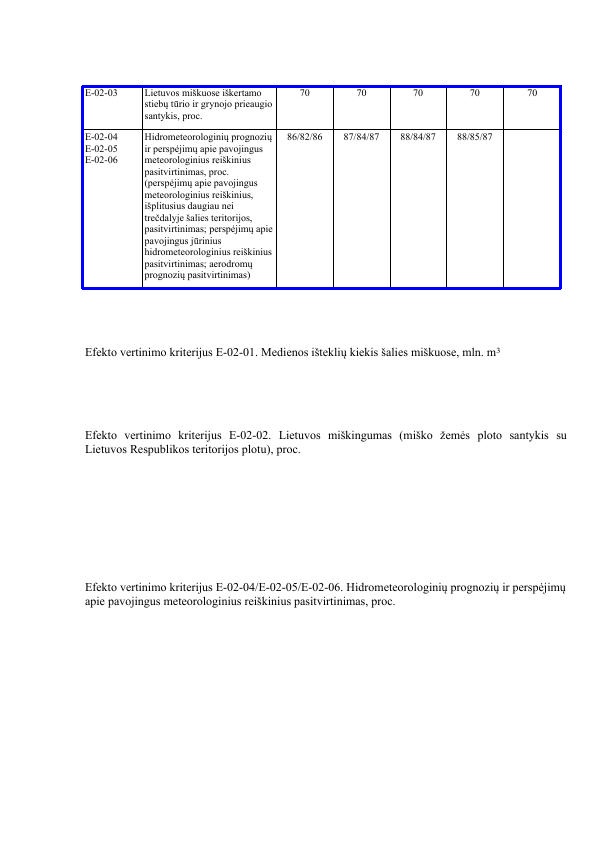 E-02-03
Lietuvos miškuose iškertamo
stiebų tūrio ir grynojo prieaugio
santykis, proc.
70 70 70 70 70
E-02-04
E-02-05
E-02-06
Hidrometeorologinių prognozių
ir perspėjimų apie pavojingus
meteorologinius reiškinius
pasitvirtinimas, proc.
(perspėjimų apie pavojingus
meteorologinius reiškinius,
išplitusius daugiau nei
trečdalyje šalies teritorijos,
pasitvirtinimas; perspėjimų apie
pavojingus jūrinius
hidrometeorologinius reiškinius
pasitvirtinimas; aerodromų
prognozių pasitvirtinimas)
86/82/86 87/84/87 88/84/87 88/85/87
Efekto vertinimo kriterijus E-02-01. Medienos išteklių kiekis šalies miškuose, mln. m³
Efekto vertinimo kriterijus E-02-02. Lietuvos miškingumas (miško žemės ploto santykis su
Lietuvos Respublikos teritorijos plotu), proc.
Efekto vertinimo kriterijus E-02-04/E-02-05/E-02-06. Hidrometeorologinių prognozių ir perspėjimų
apie pavojingus meteorologinius reiškinius pasitvirtinimas, proc.